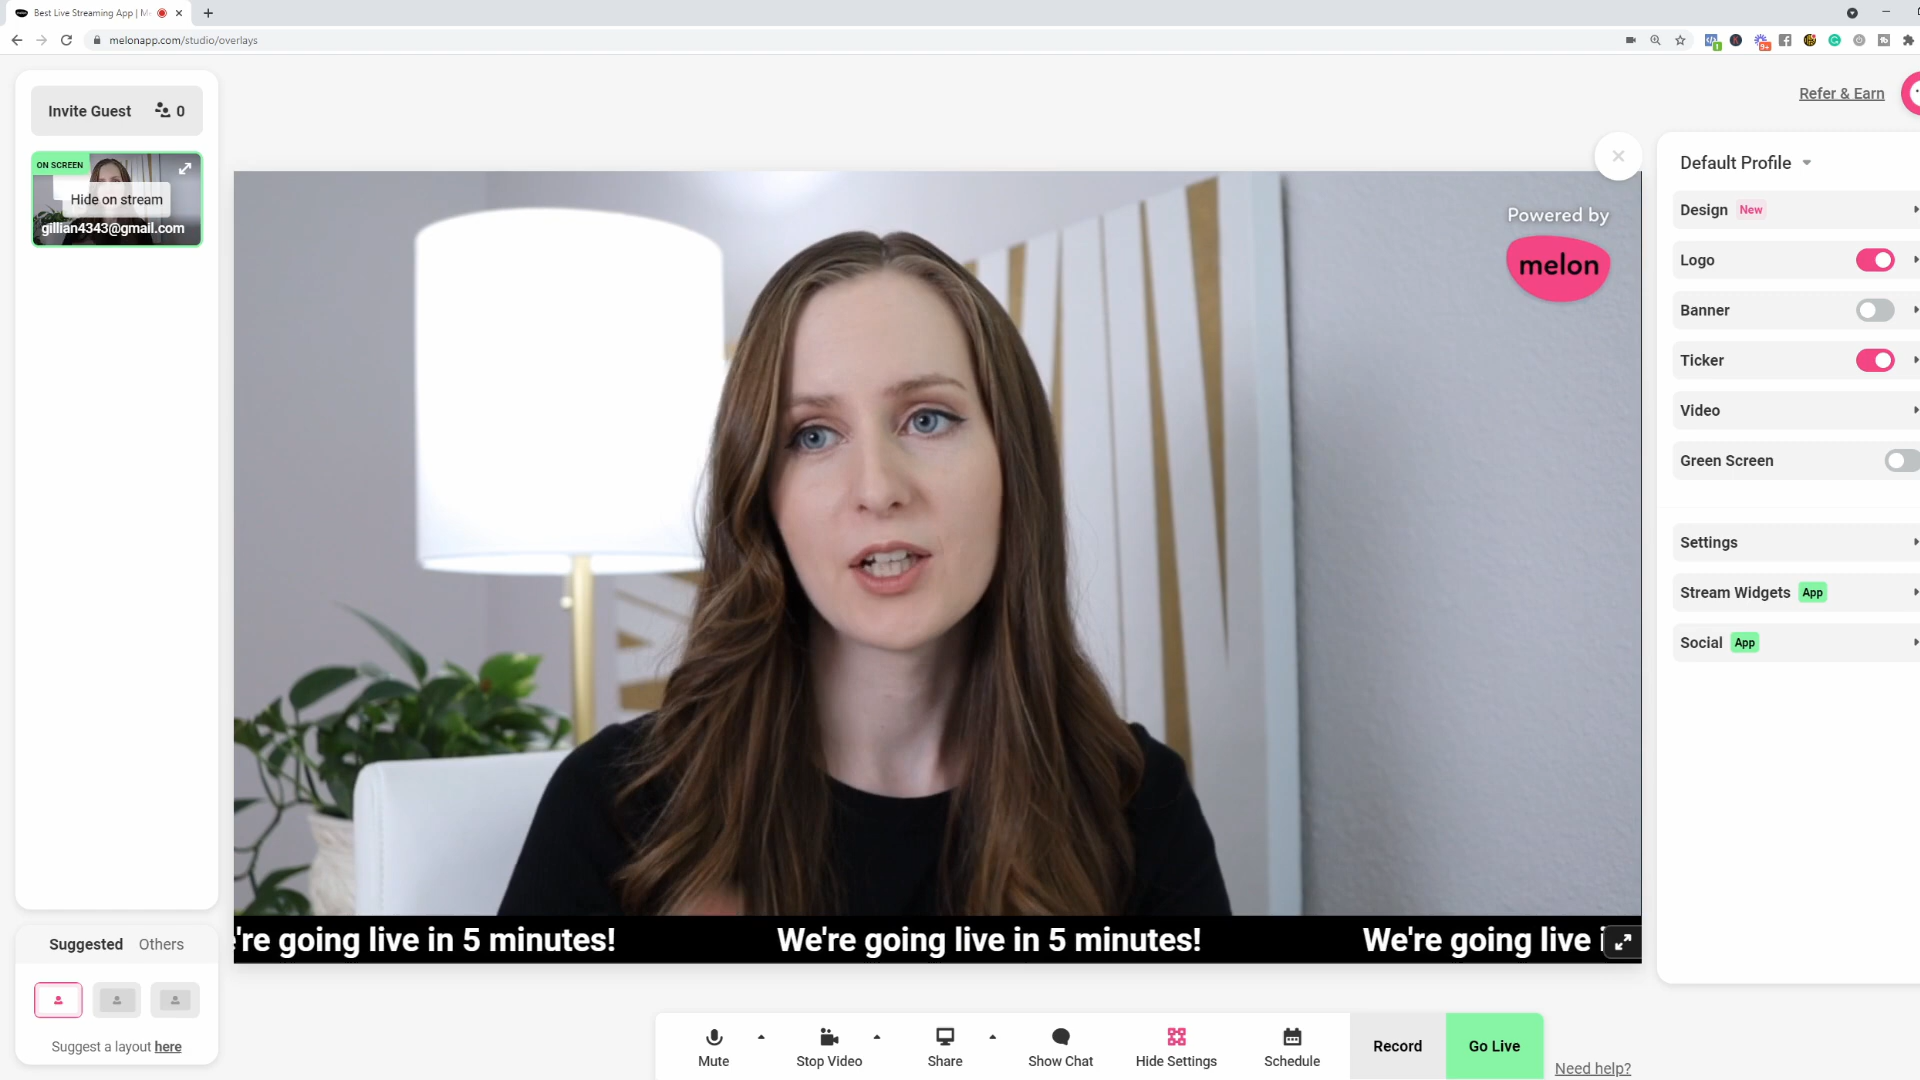 Best Live Streaming App | M
melonapp.com/studio/overlays
Refer & Earn
Invite Guest 0
ON SCREEN
Hide on stream
gillian4343@gmail.com
Powered by
melon
Default Profile
Design New
Logo
Banner
Ticker
Video
Green Screen
Settings
Stream Widgets App
Social App
're going live in 5 minutes! We're going live in 5 minutes! We're going live i
Suggested Others
Suggest a layout here
Mute Stop Video Share Show Chat Hide Settings Schedule Record Go Live
Need help?